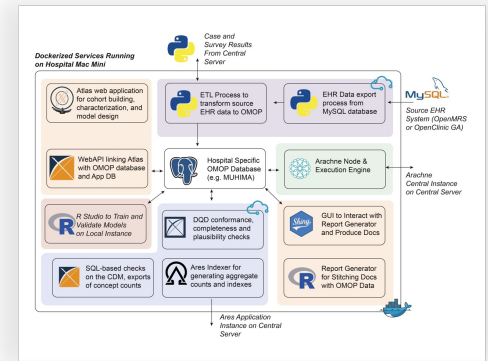 Case and
Survey Results
From Central
Server
Dockerized Services Running
on Hospital Mac Mini
Atlas web application
for cohort building,
characterization, and
model design
ETL Process to
transform source
EHR data to OMOP
EHR Data export
process from
MySQL database
MySQL
Source EHR
System (OpenMRS
or OpenClinic GA)
WebAPI linking Atlas
with OMOP database
and App DB
Hospital Specific
OMOP Database
(e.g. MUHIMA)
Arachne Node &
Execution Engine
Arachne
Central Instance
on Central Server
R
R Studio to Train and
Validate Models
on Local Instance
DQD conformance,
completeness and
plausibility checks
Shiny
GUI to Interact with
Report Generator
and Produce Docs
SQL-based checks
on the CDM, exports
of concept counts
Ares Indexer for
generating aggregate
counts and indexes
R
Report Generator
for Stitching Docs
with OMOP Data
Ares Application
Instance on Central
Server